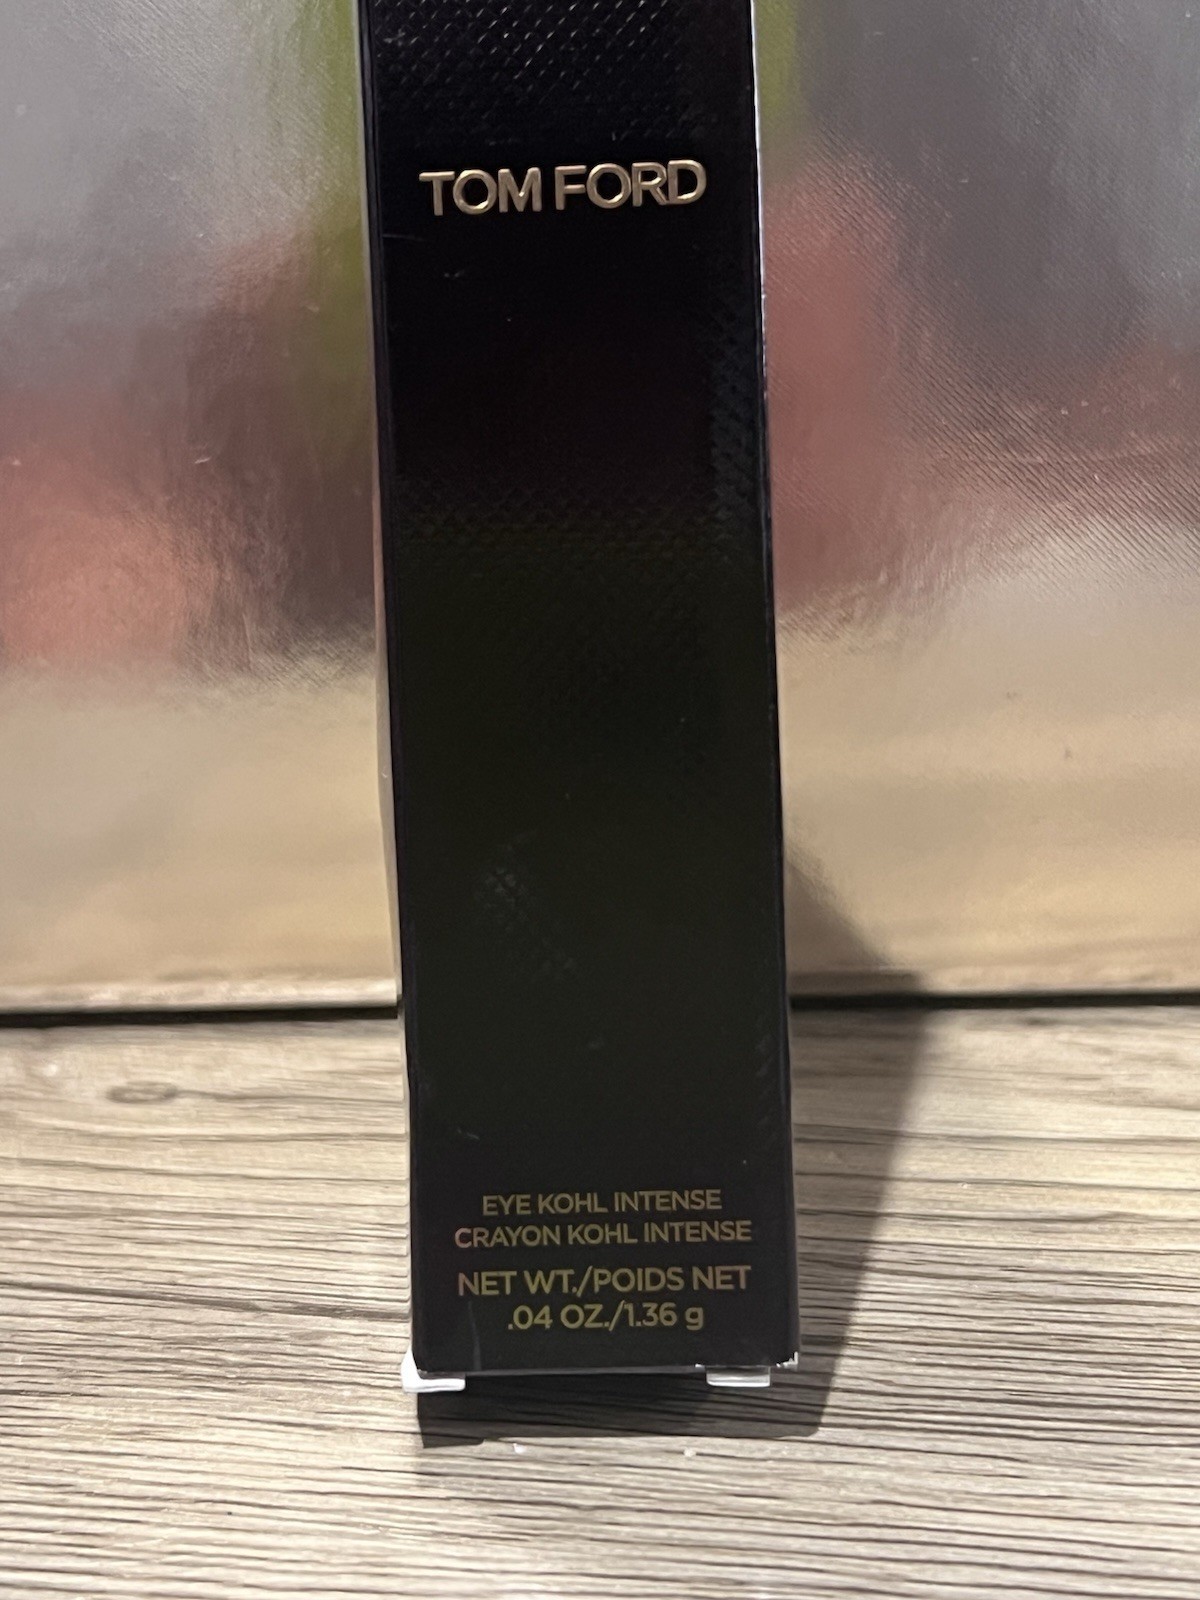 TOM FORD
EYE KOHL INTENSE
CRAYON KOHL INTENSE
NET WT./POIDS NET
.04 OZ./1.36 g